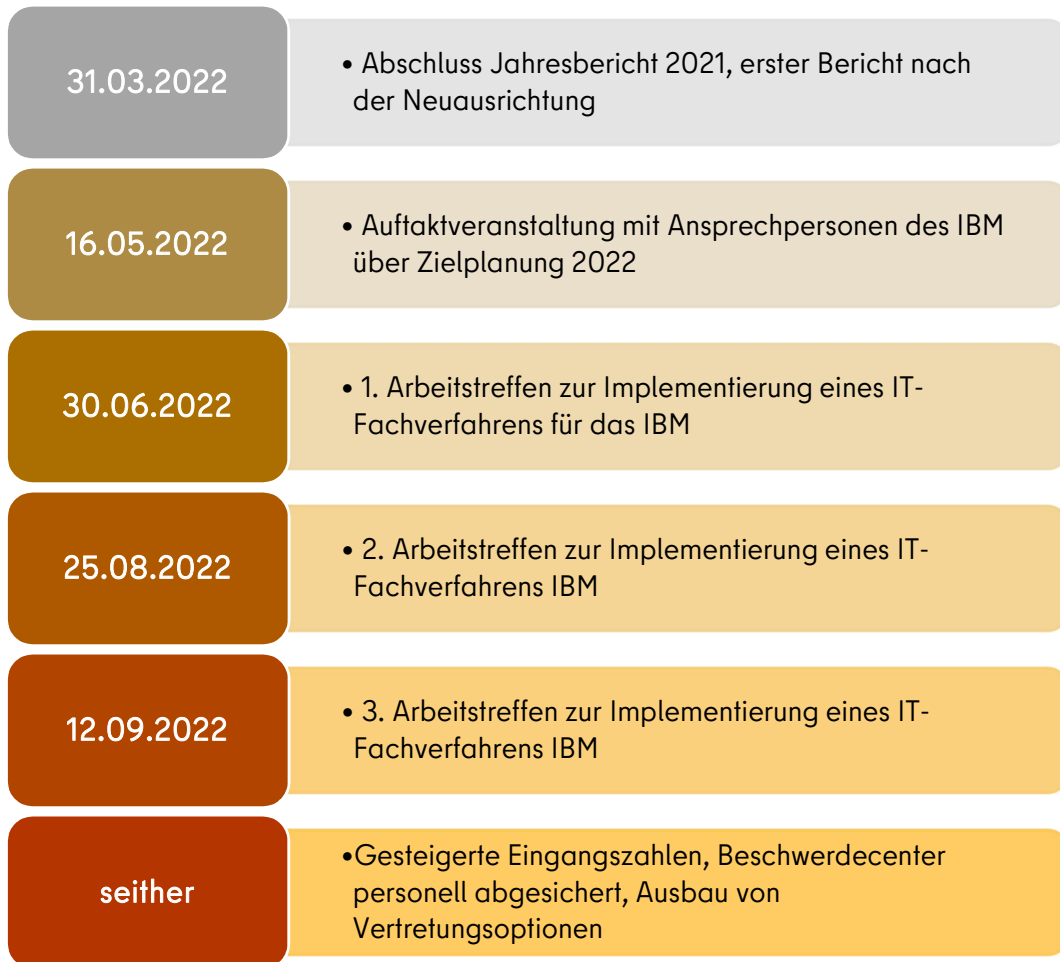 31.03.2022
• Abschluss Jahresbericht 2021, erster Bericht nach
der Neuausrichtung
16.05.2022
• Auftaktveranstaltung mit Ansprechpersonen des IBM
über Zielplanung 2022
30.06.2022
• 1. Arbeitstreffen zur Implementierung eines IT-
Fachverfahrens für das IBM
25.08.2022
• 2. Arbeitstreffen zur Implementierung eines IT-
Fachverfahrens IBM
12.09.2022
• 3. Arbeitstreffen zur Implementierung eines IT-
Fachverfahrens IBM
seither
•Gesteigerte Eingangszahlen, Beschwerdecenter
personell abgesichert, Ausbau von
Vertretungsoptionen